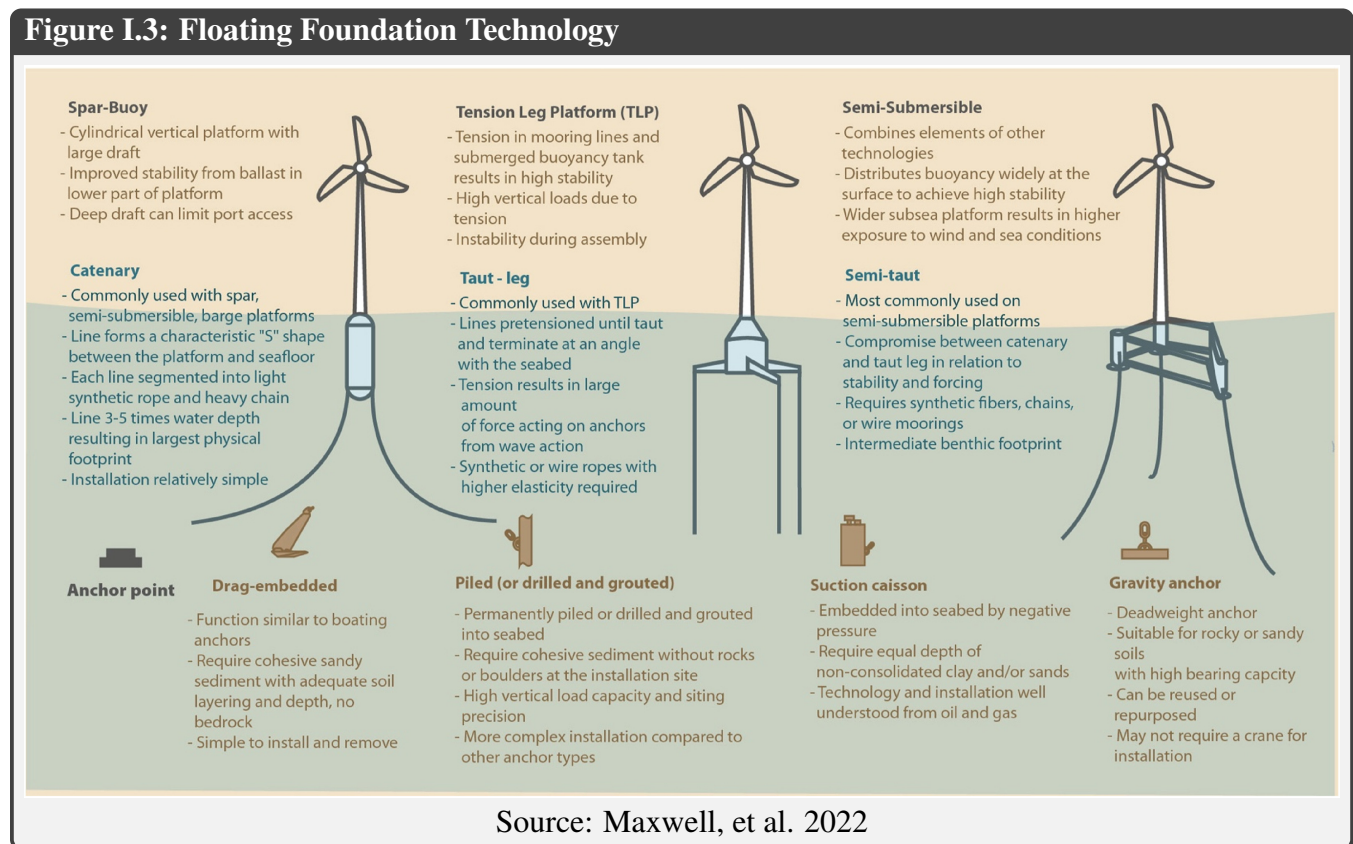 Figure I.3: Floating Foundation Technology
Spar-Buoy
- Cylindrical vertical platform with
large draft
- Improved stability from ballast in
lower part of platform
- Deep draft can limit port access
Tension Leg Platform (TLP)
- Tension in mooring lines and
submerged buoyancy tank
results in high stability
- High vertical loads due to
tension
- Instability during assembly
Semi-Submersible
- Combines elements of other
technologies
- Distributes buoyancy widely at the
surface to achieve high stability
- Wider subsea platform results in higher
exposure to wind and sea conditions
Catenary
- Commonly used with spar,
semi-submersible, barge platforms
- Line forms a characteristic "S" shape
between the platform and seafloor
- Each line segmented into light
synthetic rope and heavy chain
- Line 3-5 times water depth
resulting in largest physical
footprint
- Installation relatively simple
Taut - leg
- Commonly used with TLP
- Lines pretensioned until taut
and terminate at an angle
with the seabed
- Tension results in large
amount
of force acting on anchors
from wave action
- Synthetic or wire ropes with
higher elasticity required
Semi-taut
- Most commonly used on
semi-submersible platforms
- Compromise between catenary
and taut leg in relation to
stability and forcing
- Requires synthetic fibers, chains,
or wire moorings
- Intermediate benthic footprint
Anchor point
Drag-embedded
- Function similar to boating
anchors
- Require cohesive sandy
sediment with adequate soil
layering and depth, no
bedrock
- Simple to install and remove
Piled (or drilled and grouted)
- Permanently piled or drilled and grouted
into seabed
- Require cohesive sediment without rocks
or boulders at the installation site
- High vertical load capacity and siting
precision
- More complex installation compared to
other anchor types
Suction caisson
- Embedded into seabed by negative
pressure
- Require equal depth of
non-consolidated clay and/or sands
- Technology and installation well
understood from oil and gas
Gravity anchor
- Deadweight anchor
- Suitable for rocky or sandy
soils
with high bearing capcity
- Can be reused or
repurposed
- May not require a crane for
installation
Source: Maxwell, et al. 2022